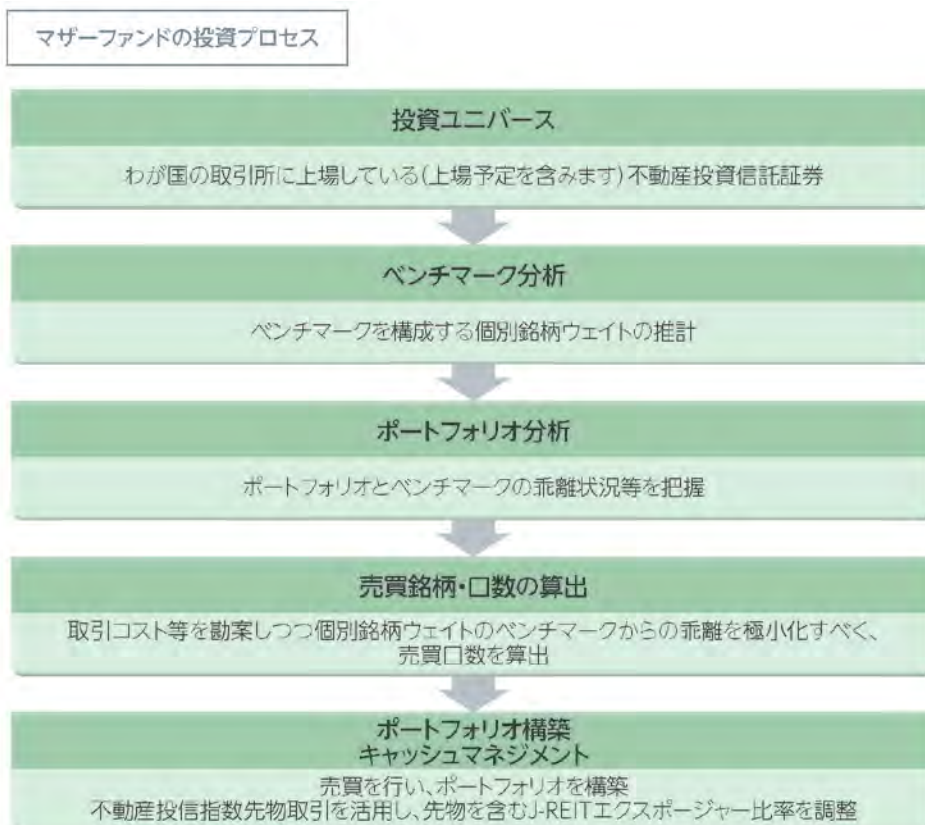 マザーファンドの投資プロセス
投資ユニバース
わが国の取引所に上場している(上場予定を含みます)不動産投資信託証券
ベンチマーク分析
ベンチマークを構成する個別銘柄ウェイトの推計
ポートフォリオ分析
ポートフォリオとベンチマークの乖離状況等を把握
売買銘柄・口数の算出
取引コスト等を勘案しつつ個別銘柄ウェイトのベンチマークからの乖離を極小化すべく、
売買口数を算出
ポートフォリオ構築
キャッシュマネジメント
売買を行い、ポートフォリオを構築
不動産投信指数先物取引を活用し、先物を含むJ-REITエクスポージャー比率を調整